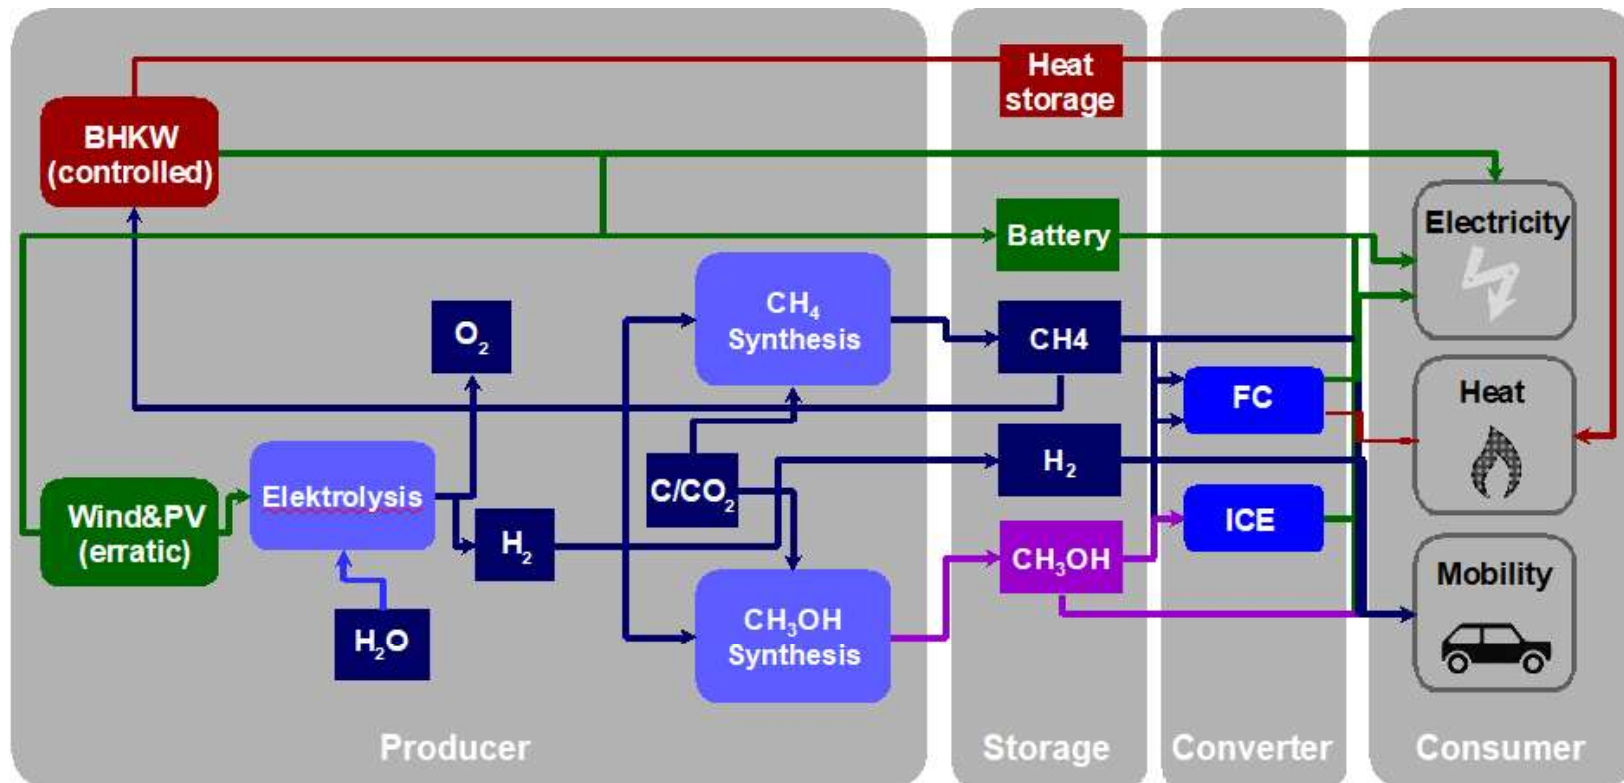 Heat
storage
BHKW
(controlled)
Battery
Electricity
CH₄
Synthesis
O₂
CH4
FC
Heat
C/CO₂
H₂
Elektrolysis
Wind&PV
(erratic)
H₂
ICE
CH₃OH
Mobility
H₂O
CH₃OH
Synthesis
Producer
Storage
Converter
Consumer